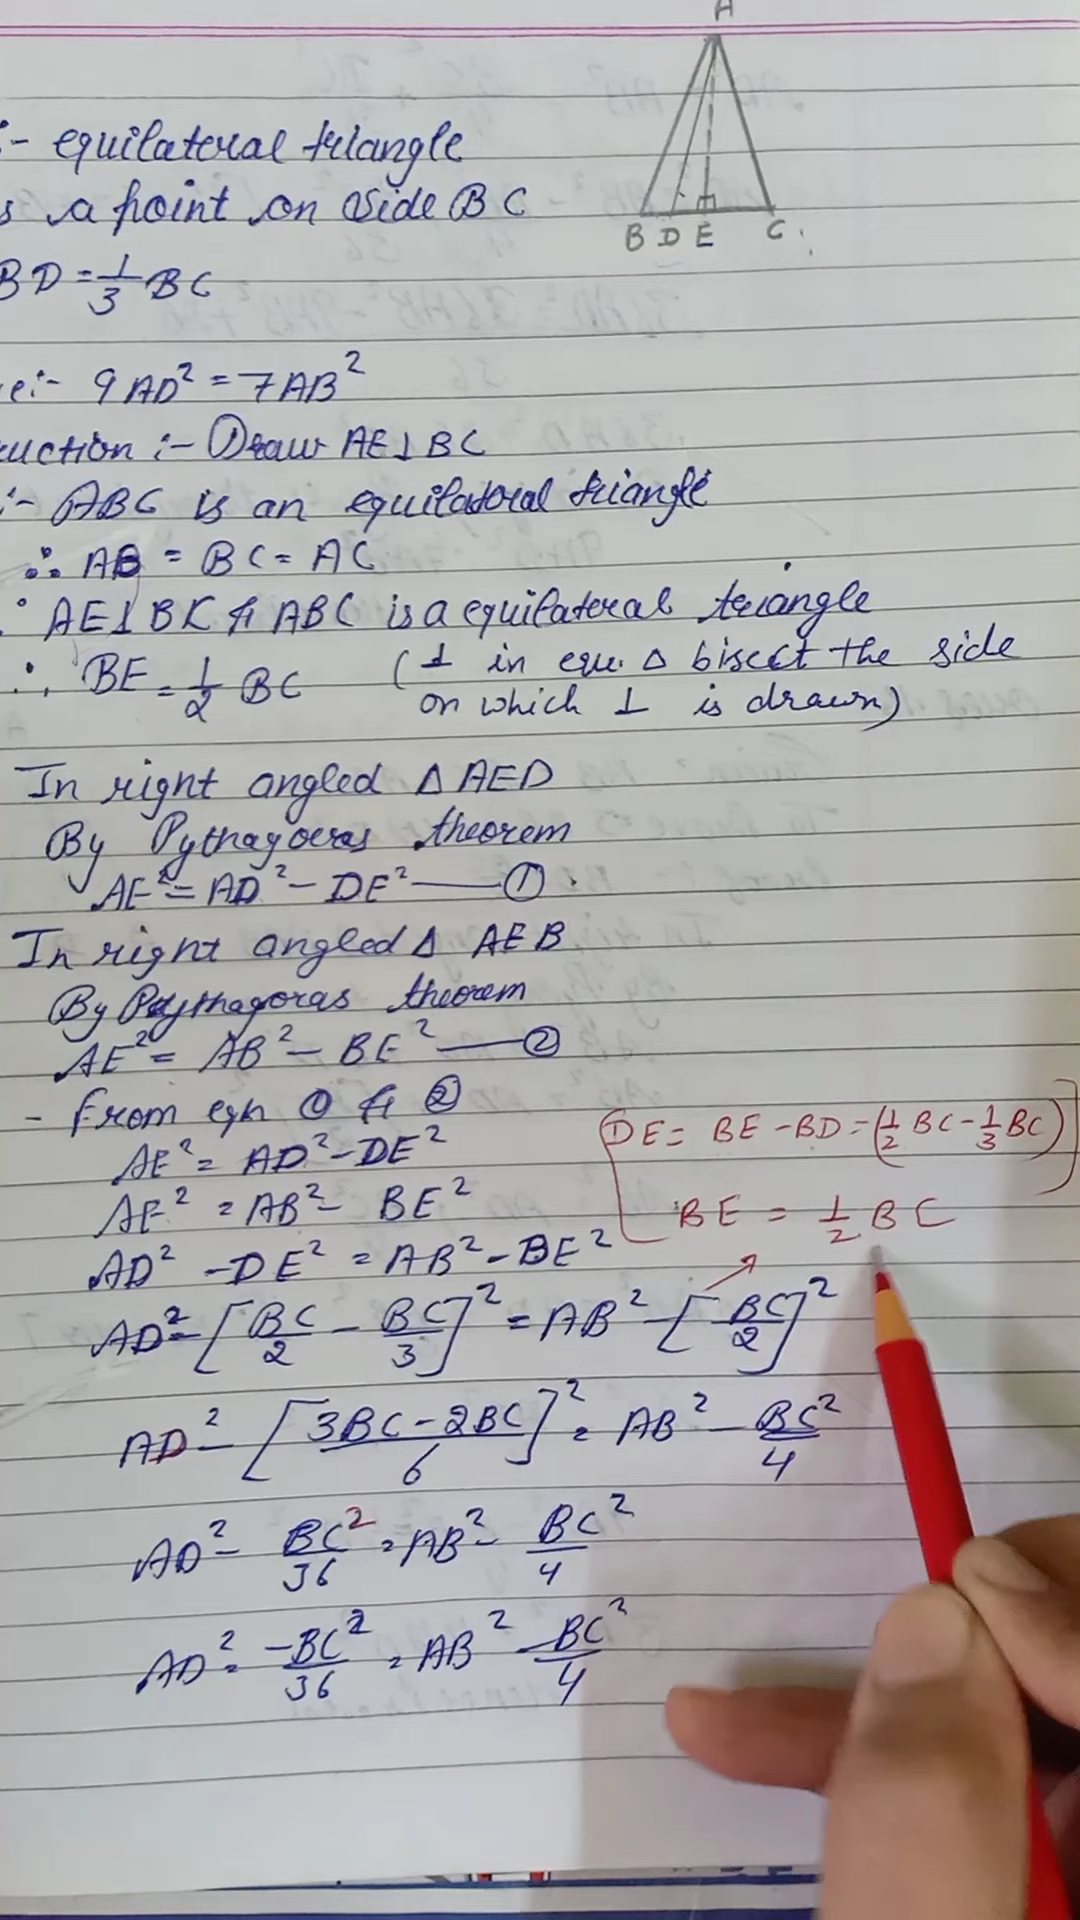 A
:- equilateral triangle
s a point on side BC
B D E C
BD = 1/3 BC
e:- 9AD² = 7AB²
uction :- Draw AE⊥BC
:- ABC is an equilateral triangle
∴ AB = BC = AC
∵ AE⊥BC & ABC is a equilateral triangle
∴ BE = 1/2 BC (⊥ in equ. Δ bisect the side
on which ⊥ is drawn)
In right angled Δ AED
By Pythagoras theorem
AE² = AD² - DE² — ①
In right angled Δ AEB
By Pythagoras theorem
AE² = AB² - BE² — ②
- From eqn ① & ②
DE = BE - BD = (1/2 BC - 1/3 BC)
AE² = AD² - DE²
AE² = AB² - BE²
BE = 1/2 BC
AD² - DE² = AB² - BE²
AD² - [BC/2 - BC/3]² = AB² - [BC/2]²
AD² - [3BC - 2BC/6]² = AB² - BC²/4
AD² - BC²/36 = AB² - BC²/4
AD² = -BC²/36 = AB² - BC²/4